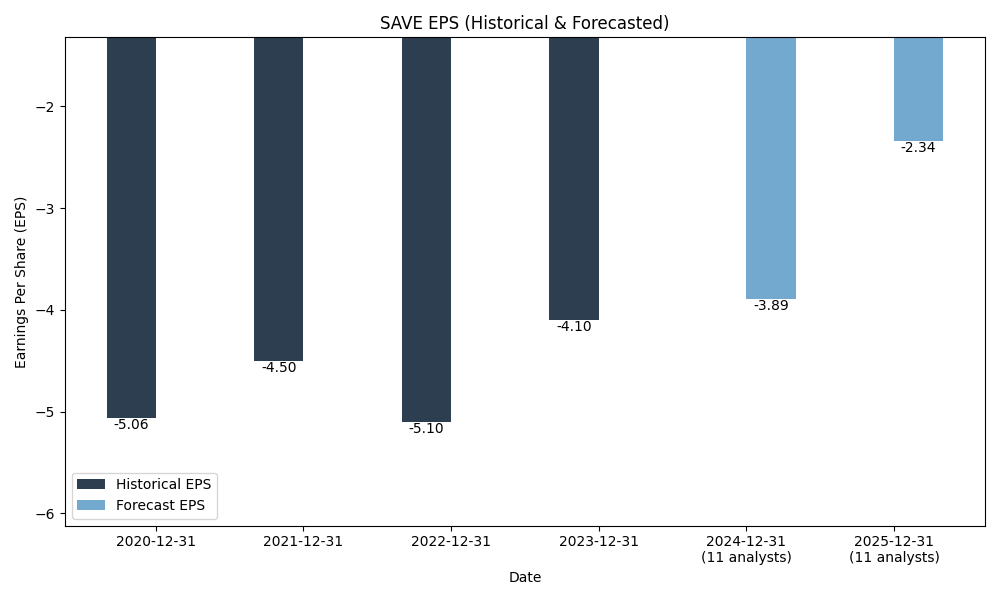 SAVE EPS (Historical & Forecasted)
Earnings Per Share (EPS)
−2
−3
−4
−5
−6
-5.06
-4.50
-5.10
-4.10
-3.89
-2.34
Historical EPS
Forecast EPS
2020-12-31
2021-12-31
2022-12-31
2023-12-31
2024-12-31
(11 analysts)
2025-12-31
(11 analysts)
Date